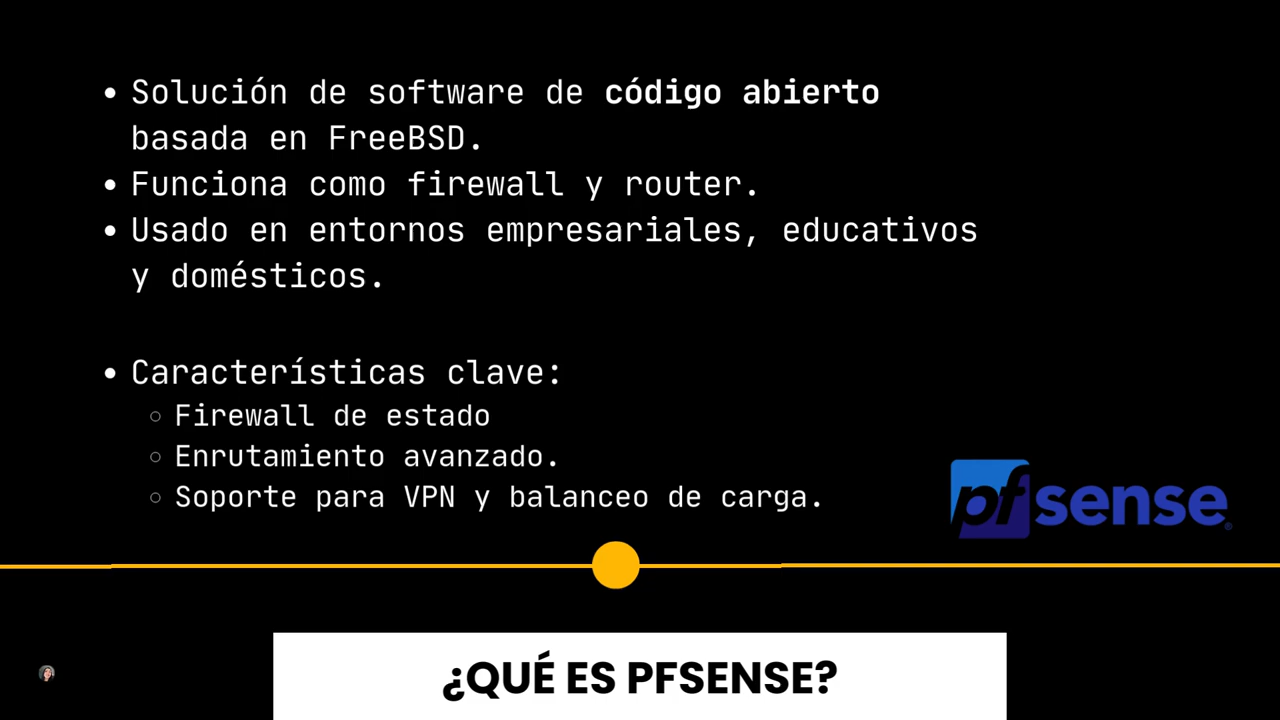 • Solución de software de código abierto
basada en FreeBSD.
• Funciona como firewall y router.
• Usado en entornos empresariales, educativos
y domésticos.
• Características clave:
○ Firewall de estado
○ Enrutamiento avanzado.
○ Soporte para VPN y balanceo de carga.
pfsense®
¿QUÉ ES PFSENSE?